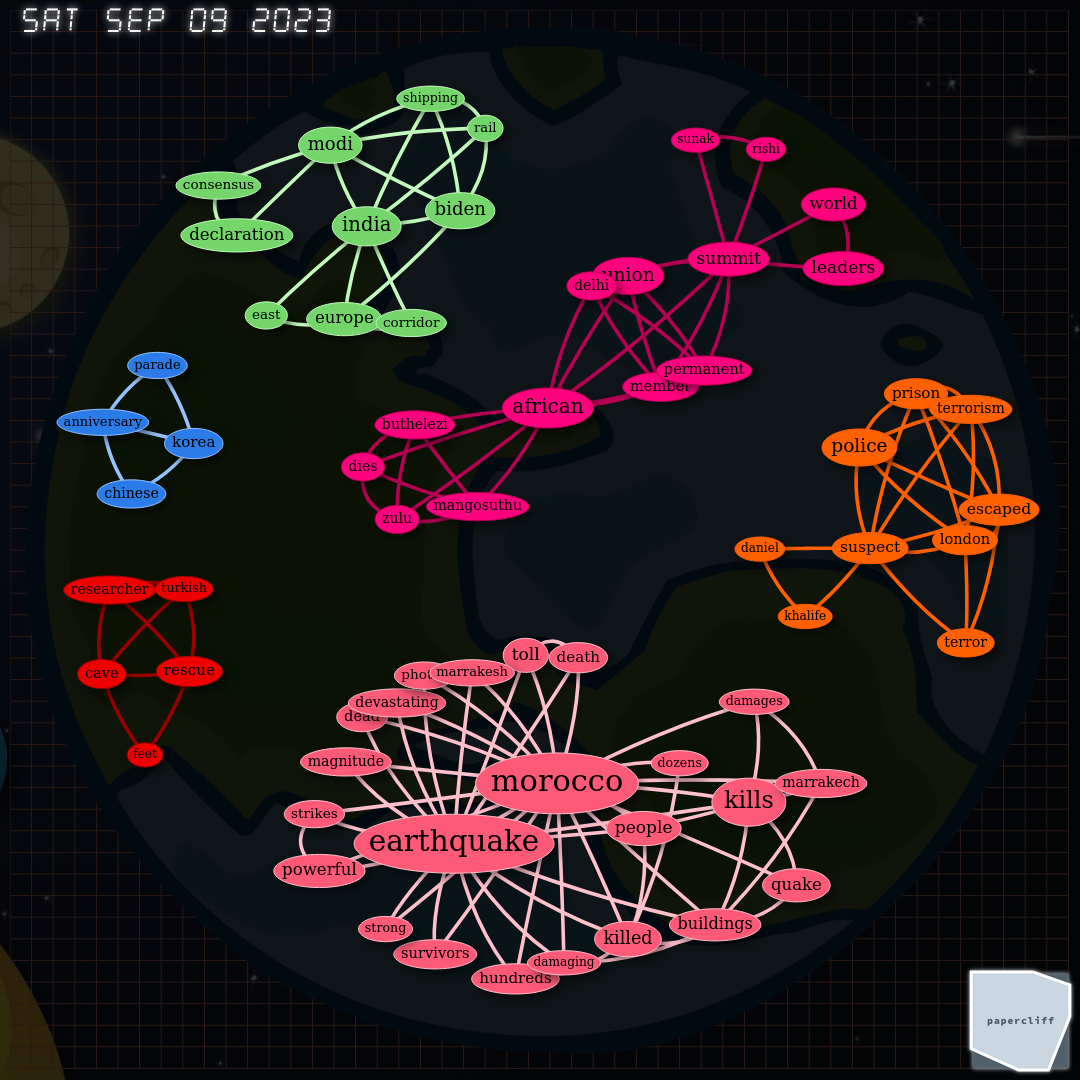 SAT SEP 09 2023
shipping
rail
modi
consensus
declaration
india
biden
east
europe
corridor
sunak
rishi
world
summit
leaders
union
delhi
permanent
member
african
buthelezi
dies
mangosuthu
zulu
parade
anniversary
korea
chinese
prison
terrorism
police
escaped
london
suspect
daniel
khalife
terror
researcher
turkish
cave
rescue
feet
toll
death
marrakesh
devastating
dead
magnitude
morocco
dozens
damages
marrakech
kills
strikes
people
earthquake
powerful
quake
strong
survivors
buildings
killed
damaging
hundreds
papercliff